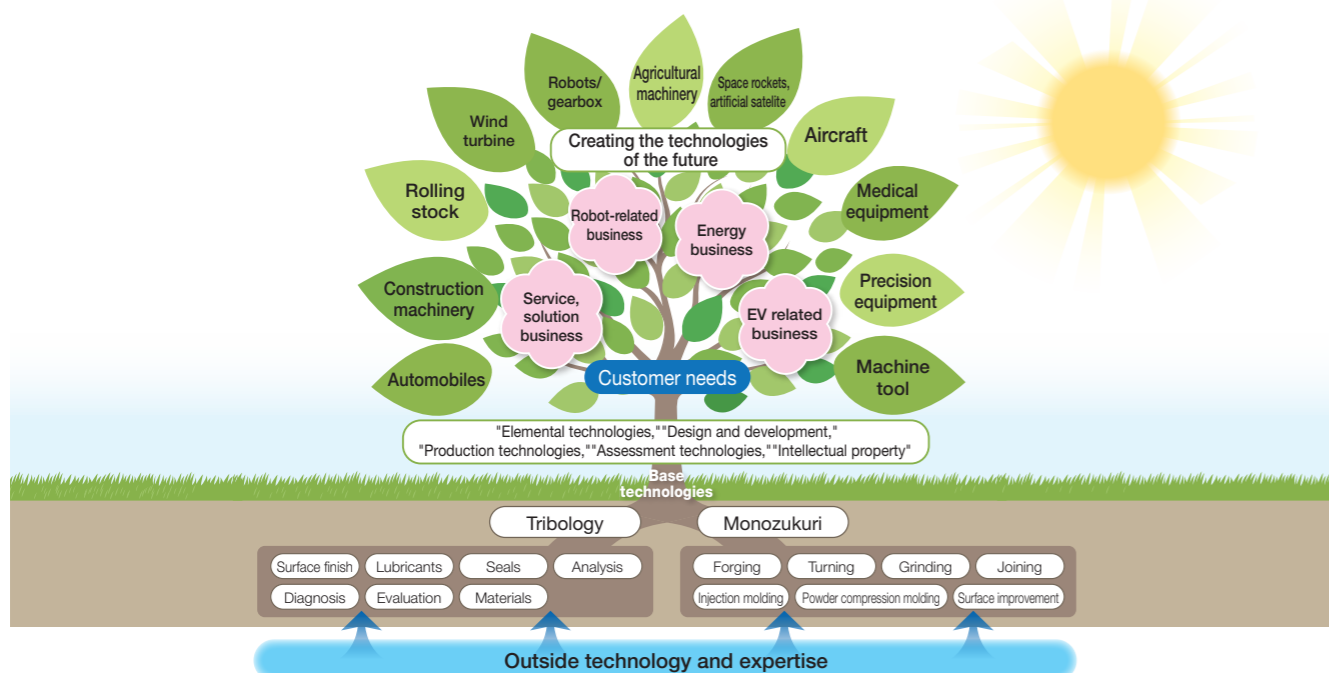 Robots/
gearbox
Agricultural
machinery
Space rockets,
artificial satelite
Wind
turbine
Creating the technologies
of the future
Aircraft
Rolling
stock
Medical
equipment
Robot-related
business
Energy
business
Construction
machinery
Service,
solution
business
EV related
business
Precision
equipment
Automobiles
Customer needs
Machine
tool
"Elemental technologies,""Design and development,"
"Production technologies,""Assessment technologies,""Intellectual property"
Base
technologies
Tribology
Monozukuri
Surface finish
Lubricants
Seals
Analysis
Diagnosis
Evaluation
Materials
Forging
Turning
Grinding
Joining
Injection molding
Powder compression molding
Surface improvement
Outside technology and expertise